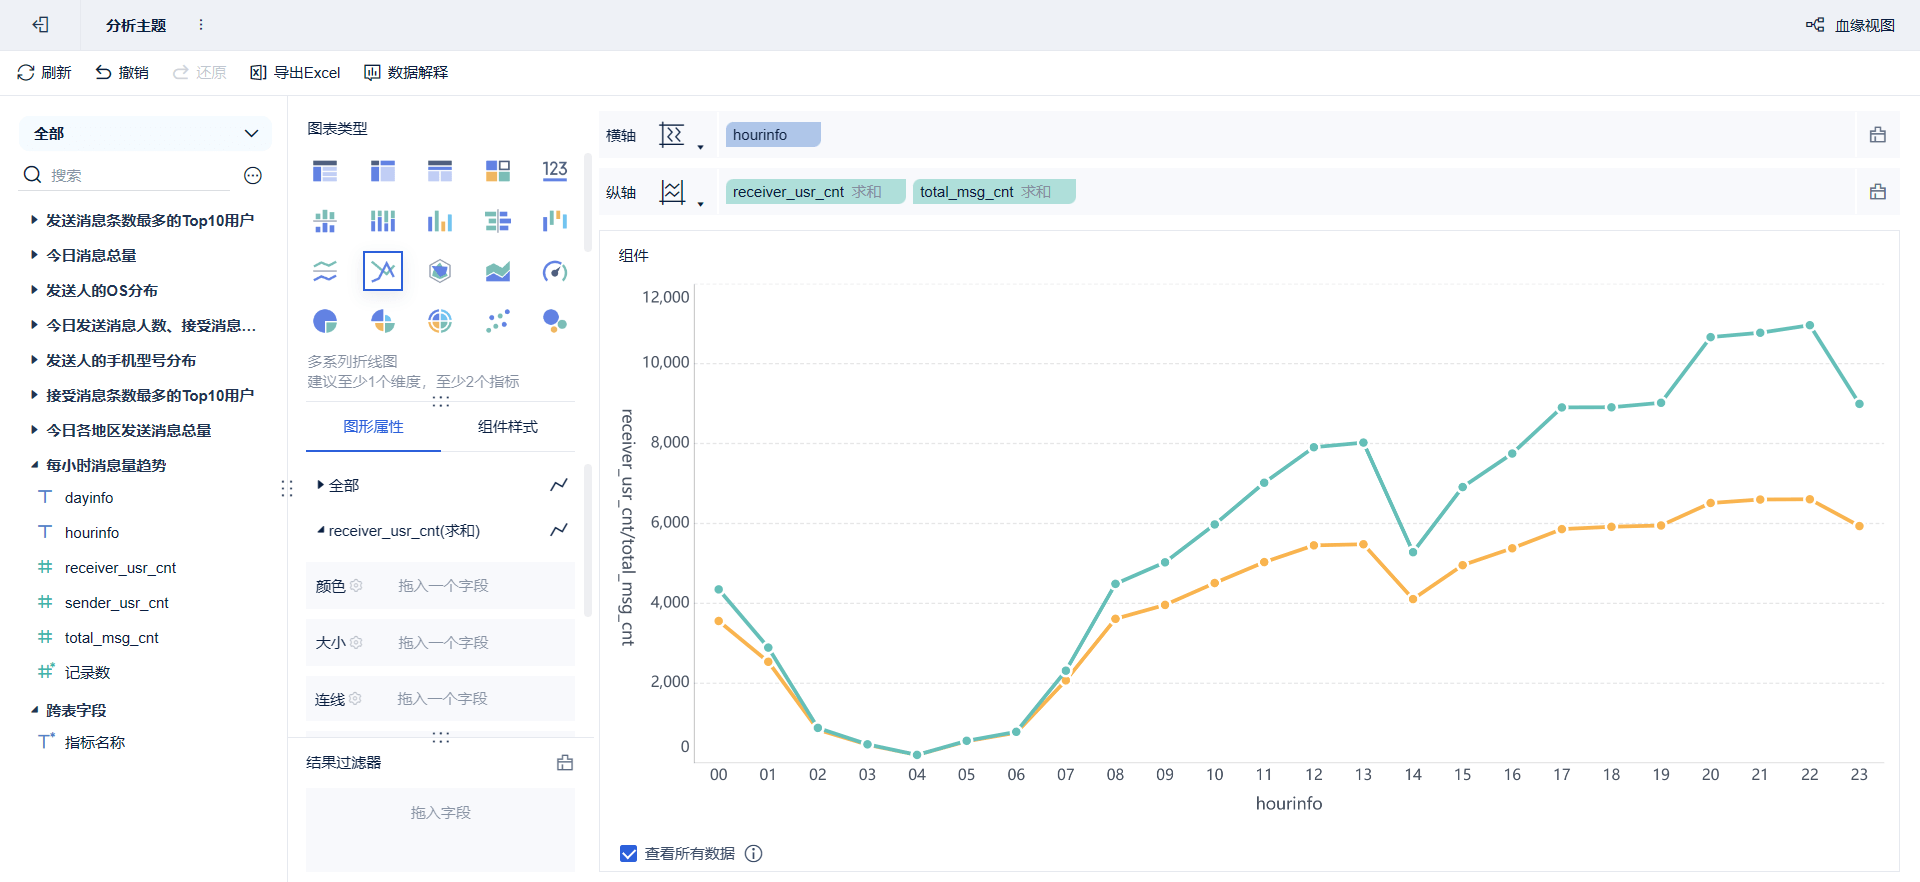 分析主题
血缘视图
刷新 撤销 还原 导出Excel 数据解释
全部
搜索
发送消息条数最多的Top10用户
今日消息总量
发送人的OS分布
今日发送消息人数、接受消息...
发送人的手机型号分布
接受消息条数最多的Top10用户
今日各地区发送消息总量
每小时消息量趋势
dayinfo
hourinfo
receiver_usr_cnt
sender_usr_cnt
total_msg_cnt
记录数
跨表字段
指标名称
图表类型
123
多系列折线图
建议至少1个维度，至少2个指标
图形属性 组件样式
全部
receiver_usr_cnt(求和)
颜色 拖入一个字段
大小 拖入一个字段
连线 拖入一个字段
结果过滤器
拖入字段
横轴 hourinfo
纵轴 receiver_usr_cnt 求和 total_msg_cnt 求和
组件
12,000
10,000
8,000
6,000
4,000
2,000
0
receiver_usr_cnt/total_msg_cnt
00 01 02 03 04 05 06 07 08 09 10 11 12 13 14 15 16 17 18 19 20 21 22 23
hourinfo
查看所有数据